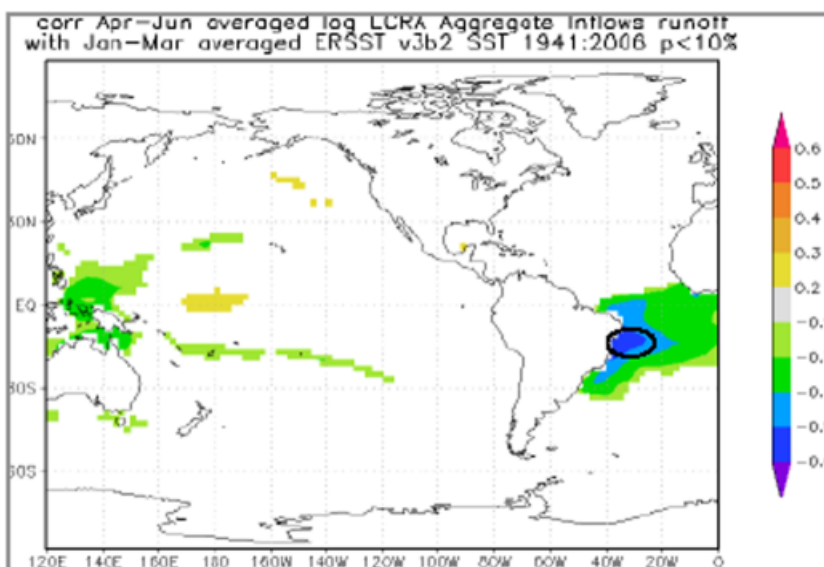 corr Apr-Jun averaged log LCRA Aggregate Inflows runoff
with Jan-Mar averaged ERSST v3b2 SST 1941:2006 p<10%
EQ
0.6
0.5
0.4
0.3
0.2
120E 140E 160E 180 160W 140W 120W 100W 80W 60W 40W 20W 0